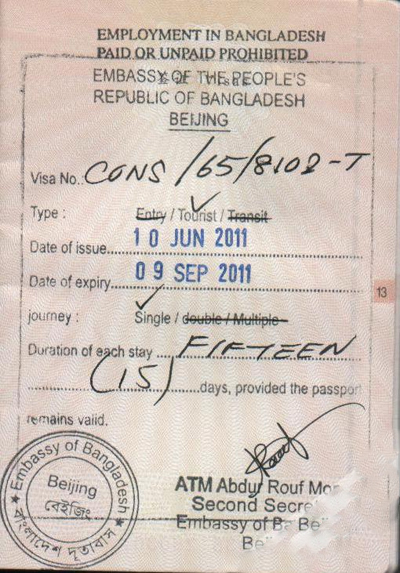 EMPLOYMENT IN BANGLADESH
PAID OR UNPAID PROHIBITED
EMBASSY OF THE PEOPLE'S
REPUBLIC OF BANGLADESH
BEIJING
Visa No.: CONS/65/8102-T
Type : Entry / Tourist / Transit
Date of issue 10 JUN 2011
Date of expiry 09 SEP 2011
13
journey : Single / double / Multiple
Duration of each stay FIFTEEN
(15) days, provided the passport
remains valid.
Embassy of Bangladesh
Beijing
বেইজিং
বাংলাদেশ দূতাবাস
ATM Abdur Rouf
Second
Embassy of